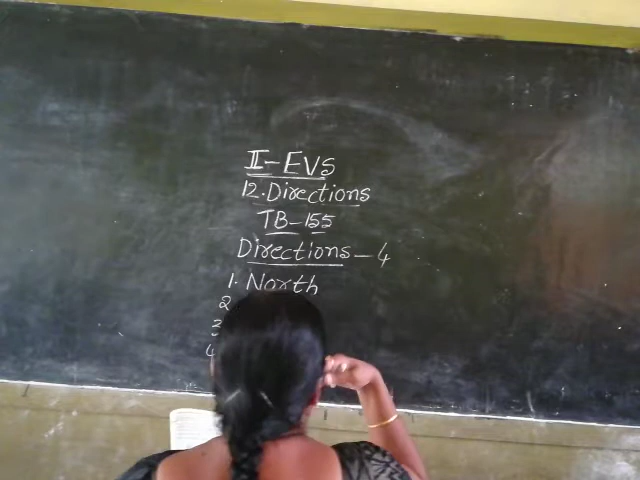 II - EVS
12. Directions
TB - 155
Directions - 4
1. North
2
3
4